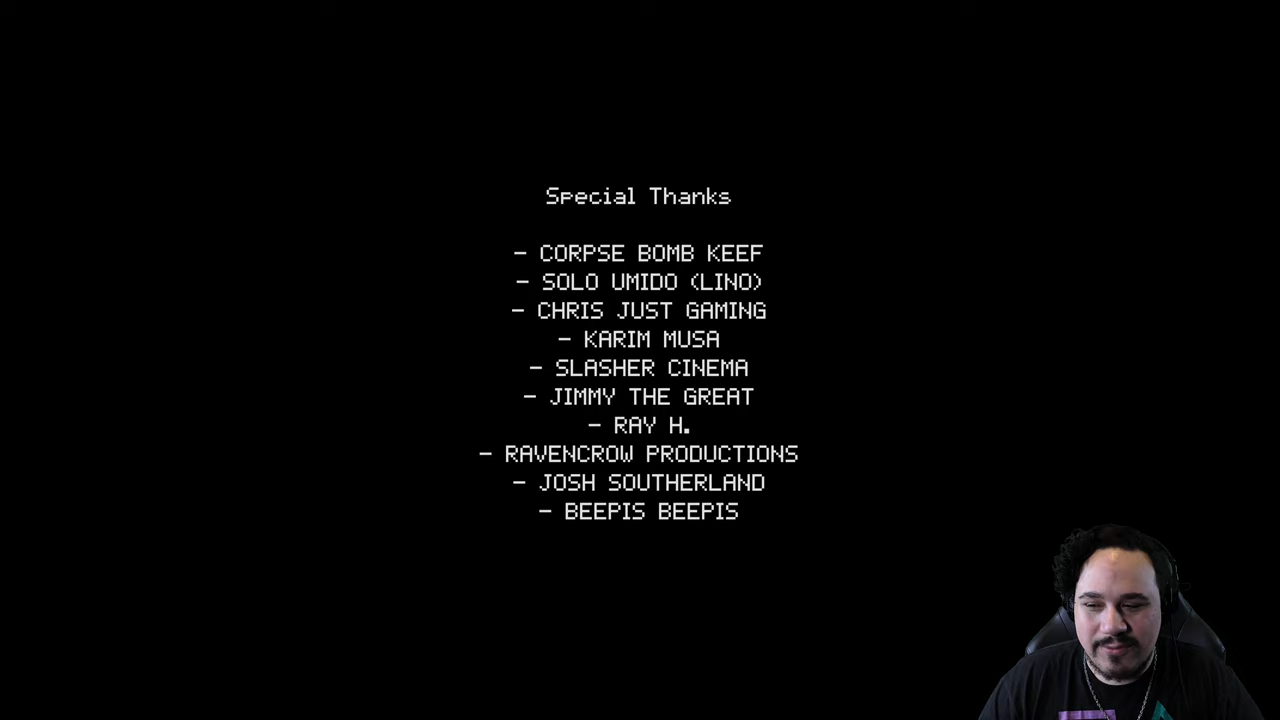 Special Thanks
- CORPSE BOMB KEEF
- SOLO UMIDO (LINO)
- CHRIS JUST GAMING
- KARIM MUSA
- SLASHER CINEMA
- JIMMY THE GREAT
- RAY H.
- RAVENCROW PRODUCTIONS
- JOSH SOUTHERLAND
- BEEPIS BEEPIS